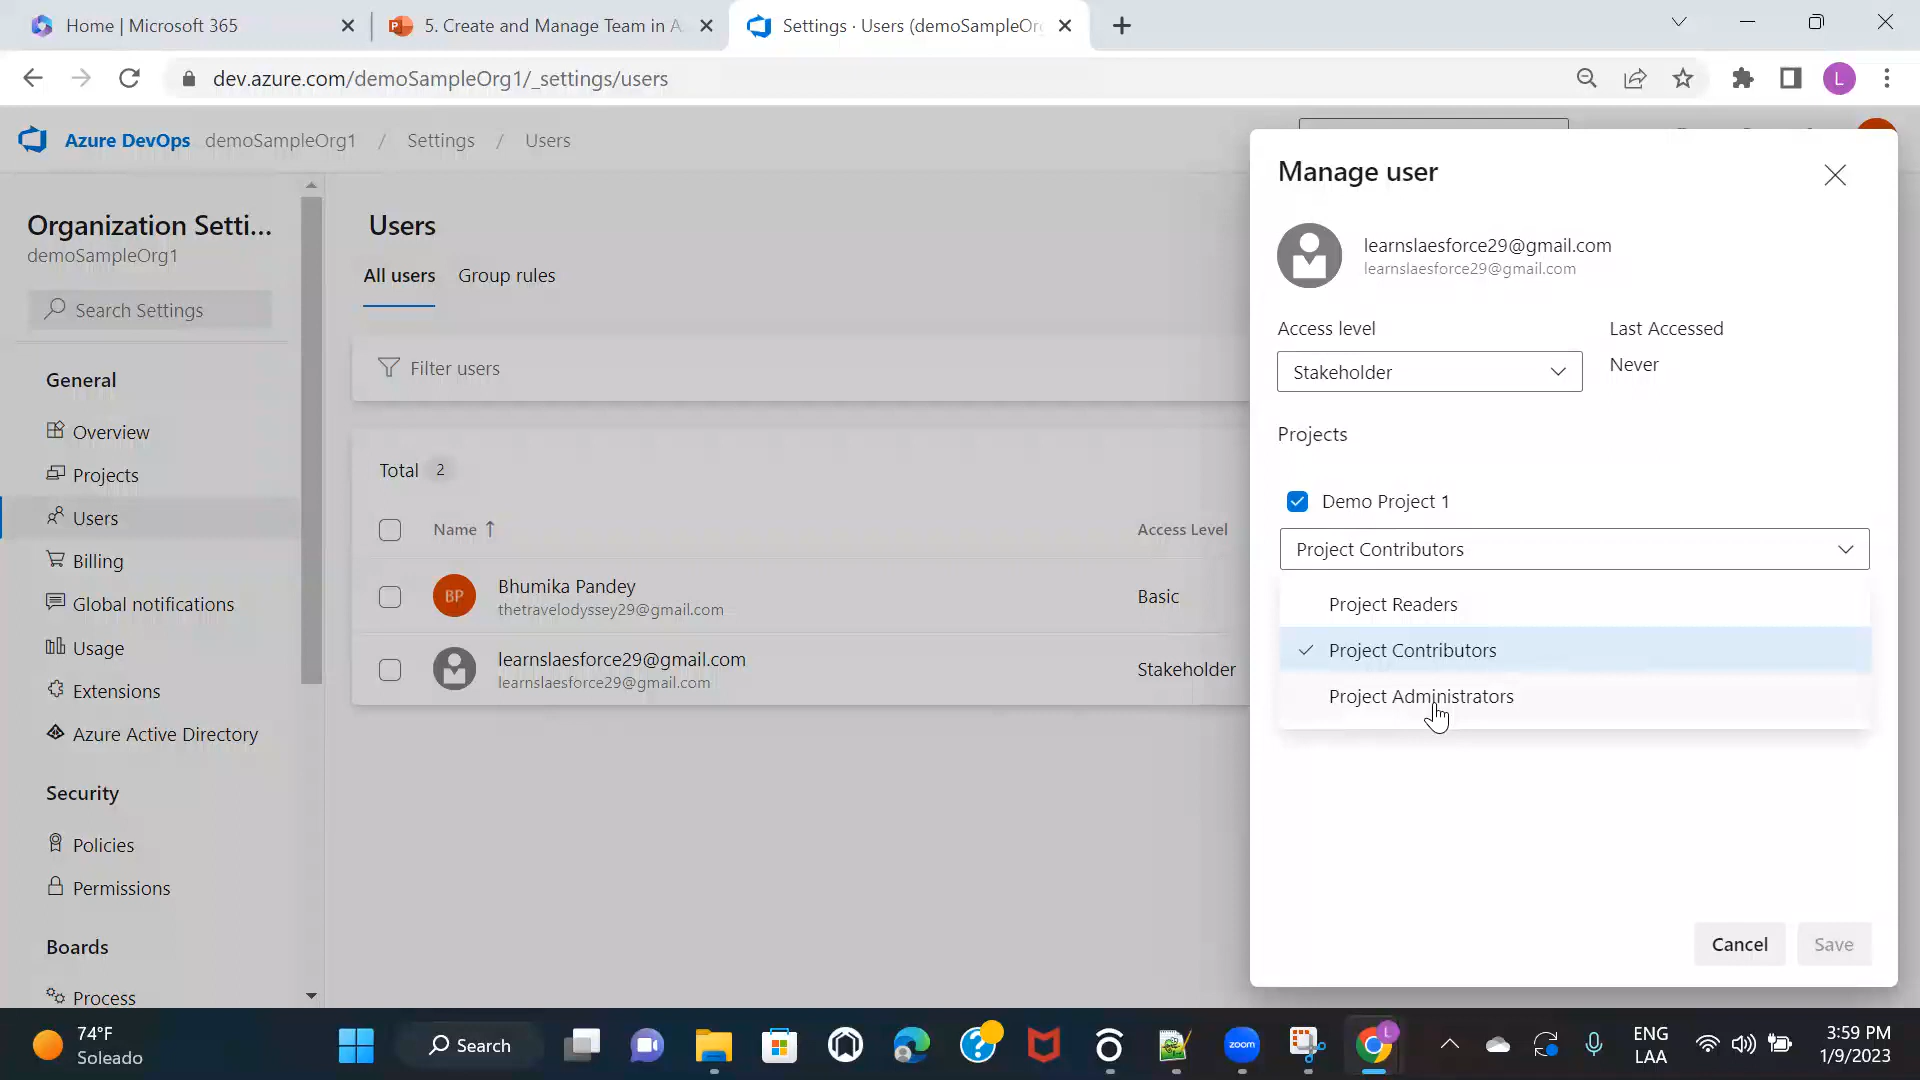 Home | Microsoft 365
5. Create and Manage Team in A
Settings · Users (demoSampleOr
dev.azure.com/demoSampleOrg1/_settings/users
L
Azure DevOps demoSampleOrg1 / Settings / Users
Organization Setti...
demoSampleOrg1
Search Settings
General
Overview
Projects
Users
Billing
Global notifications
Usage
Extensions
Azure Active Directory
Security
Policies
Permissions
Boards
Process
Users
All users Group rules
Filter users
Total 2
Name ↑ Access Level
BP Bhumika Pandey Basic
thetravelodyssey29@gmail.com
learnslaesforce29@gmail.com Stakeholder
learnslaesforce29@gmail.com
Manage user
learnslaesforce29@gmail.com
learnslaesforce29@gmail.com
Access level Last Accessed
Stakeholder Never
Projects
Demo Project 1
Project Contributors
Project Readers
Project Contributors
Project Administrators
Cancel Save
74°F
Soleado
Search
zoom
L
ENG
LAA
3:59 PM
1/9/2023